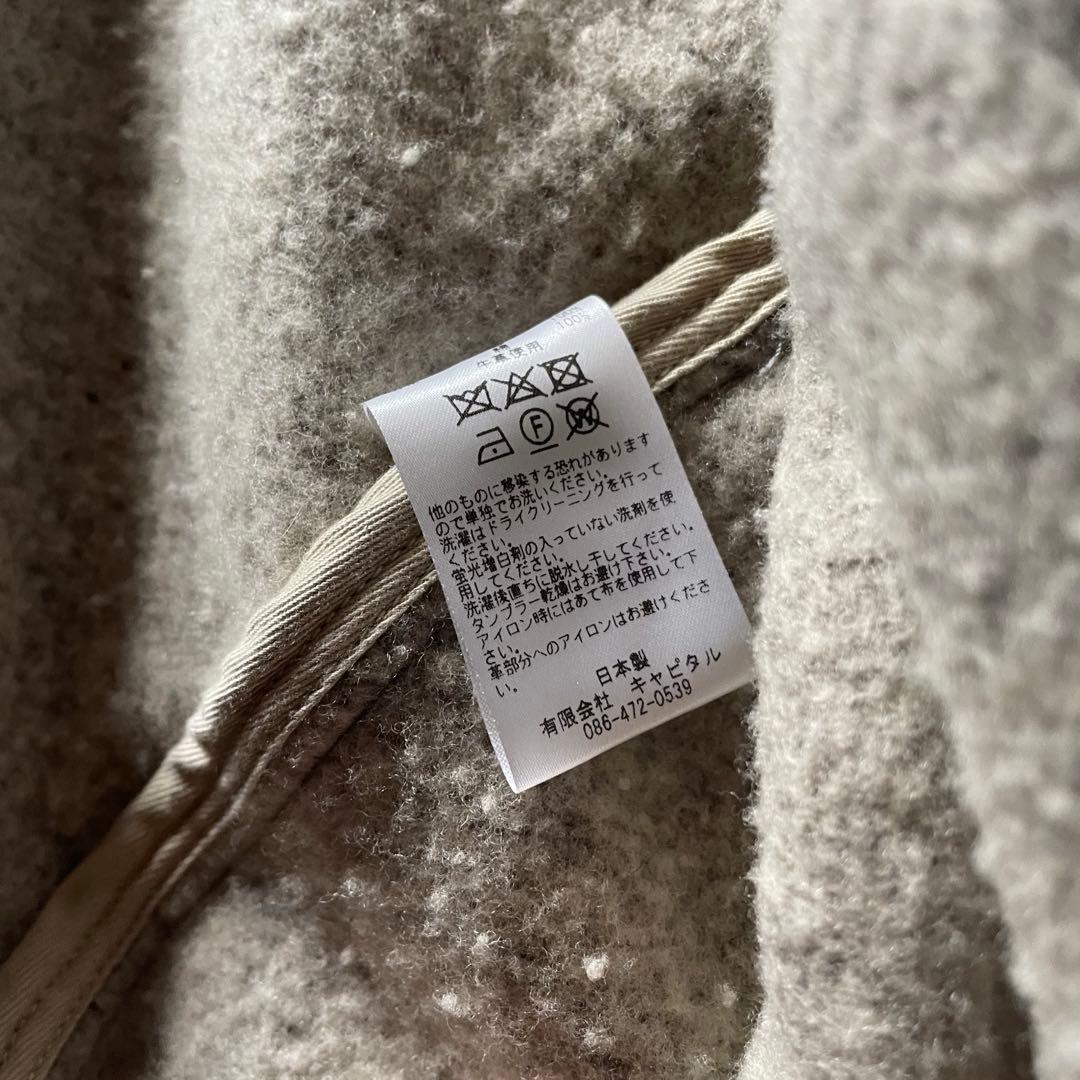 100%
牛革使用
F
W
他のものに移染する恐れがあります
ので単独でお洗いください。
洗濯はドライクリーニングを行って
ください。
蛍光増白剤の入っていない洗剤を使
用してください。
洗濯後直ちに脱水し干してください。
タンブラー乾燥はお避け下さい。
アイロン時にはあて布を使用して下
さい。
革部分へのアイロンはお避けくださ
い。
日本製
有限会社 キャピタル
086-472-0539